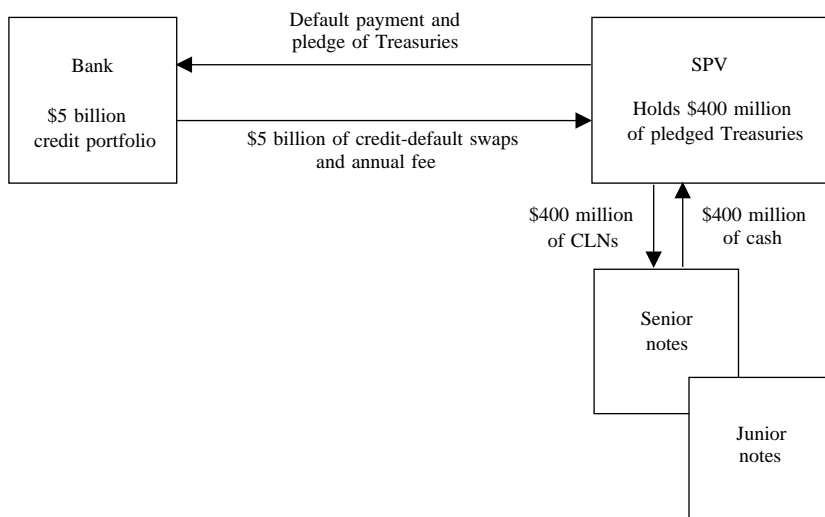 Default payment and
pledge of Treasuries
Bank
$5 billion
credit portfolio
SPV
Holds $400 million
of pledged Treasuries
$5 billion of credit-default swaps
and annual fee
$400 million
of CLNs
$400 million
of cash
Senior
notes
Junior
notes